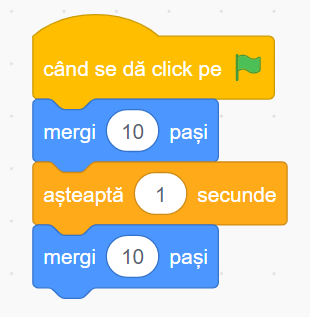 când se dă click pe
mergi 10 pași
așteaptă 1 secunde
mergi 10 pași